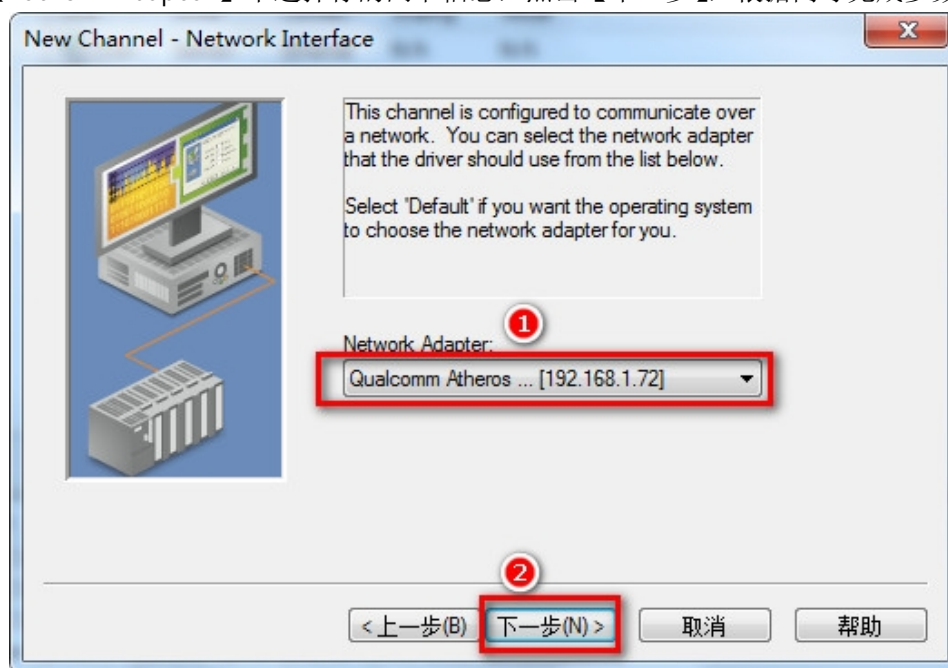 New Channel - Network Interface
This channel is configured to communicate over
a network. You can select the network adapter
that the driver should use from the list below.
Select 'Default' if you want the operating system
to choose the network adapter for you.
1
Network Adapter:
Qualcomm Atheros ... [192.168.1.72]
2
<上一步(B) 下一步(N)> 取消 帮助